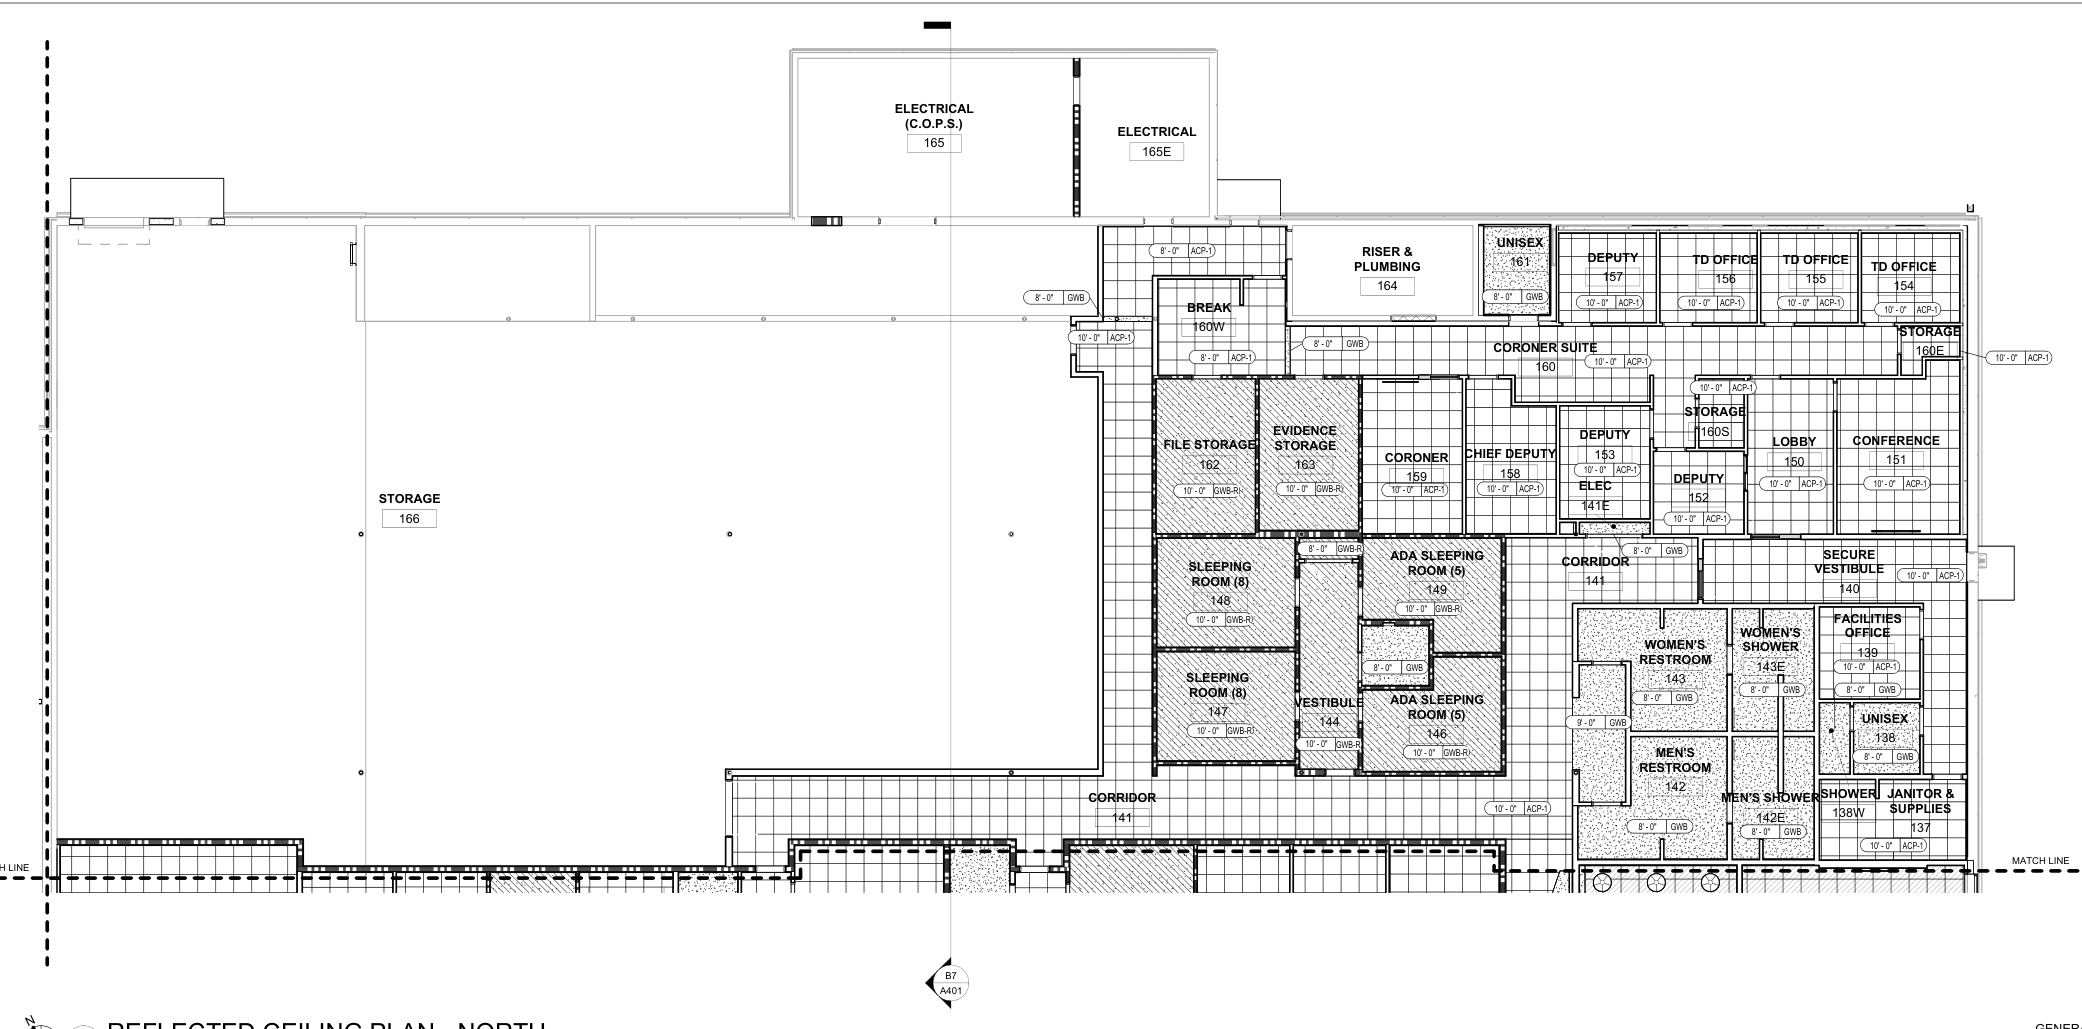 ELECTRICAL
(C.O.P.S.)
165
ELECTRICAL
165E
8' - 0" ACP-1
RISER &
PLUMBING
164
UNISEX
161
8' - 0" GWB
DEPUTY
157
10' - 0" ACP-1
TD OFFICE
156
10' - 0" ACP-1
TD OFFICE
155
10' - 0" ACP-1
TD OFFICE
154
10' - 0" ACP-1
8' - 0" GWB
10' - 0" ACP-1
BREAK
160W
8' - 0" ACP-1
8' - 0" GWB
CORONER SUITE
160
10' - 0" ACP-1
STORAGE
160E
10' - 0" ACP-1
10' - 0" ACP-1
STORAGE
160S
FILE STORAGE
162
10' - 0" GWB-R
EVIDENCE
STORAGE
163
10' - 0" GWB-R
CORONER
159
10' - 0" ACP-1
CHIEF DEPUTY
158
10' - 0" ACP-1
DEPUTY
153
10' - 0" ACP-1
ELEC
141E
DEPUTY
152
10' - 0" ACP-1
LOBBY
150
10' - 0" ACP-1
CONFERENCE
151
10' - 0" ACP-1
STORAGE
166
SLEEPING
ROOM (8)
148
10' - 0" GWB-R
8' - 0" GWB-R
ADA SLEEPING
ROOM (5)
149
10' - 0" GWB-R
8' - 0" GWB
8' - 0" GWB
CORRIDOR
141
SECURE
VESTIBULE
140
10' - 0" ACP-1
SLEEPING
ROOM (8)
147
10' - 0" GWB-R
VESTIBULE
144
10' - 0" GWB-R
ADA SLEEPING
ROOM (5)
146
10' - 0" GWB-R
WOMEN'S
RESTROOM
143
8' - 0" GWB
WOMEN'S
SHOWER
143E
8' - 0" GWB
FACILITIES
OFFICE
139
10' - 0" ACP-1
8' - 0" GWB
9' - 0" GWB
UNISEX
138
8' - 0" GWB
MEN'S
RESTROOM
142
8' - 0" GWB
MEN'S SHOWER
142E
8' - 0" GWB
SHOWER
138W
JANITOR &
SUPPLIES
137
10' - 0" ACP-1
CORRIDOR
141
10' - 0" ACP-1
H LINE
MATCH LINE
B7
A401
N
REFLECTED CEILING PLAN - NORTH
GENER